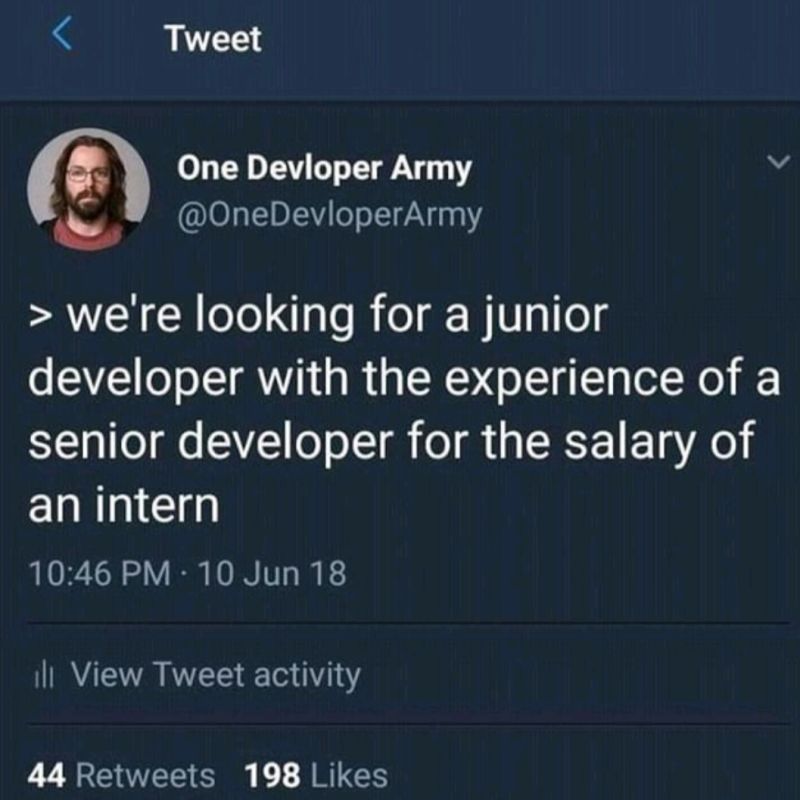 Tweet
One Devloper Army
@OneDevloperArmy
> we're looking for a junior
developer with the experience of a
senior developer for the salary of
an intern
10:46 PM · 10 Jun 18
View Tweet activity
44 Retweets 198 Likes